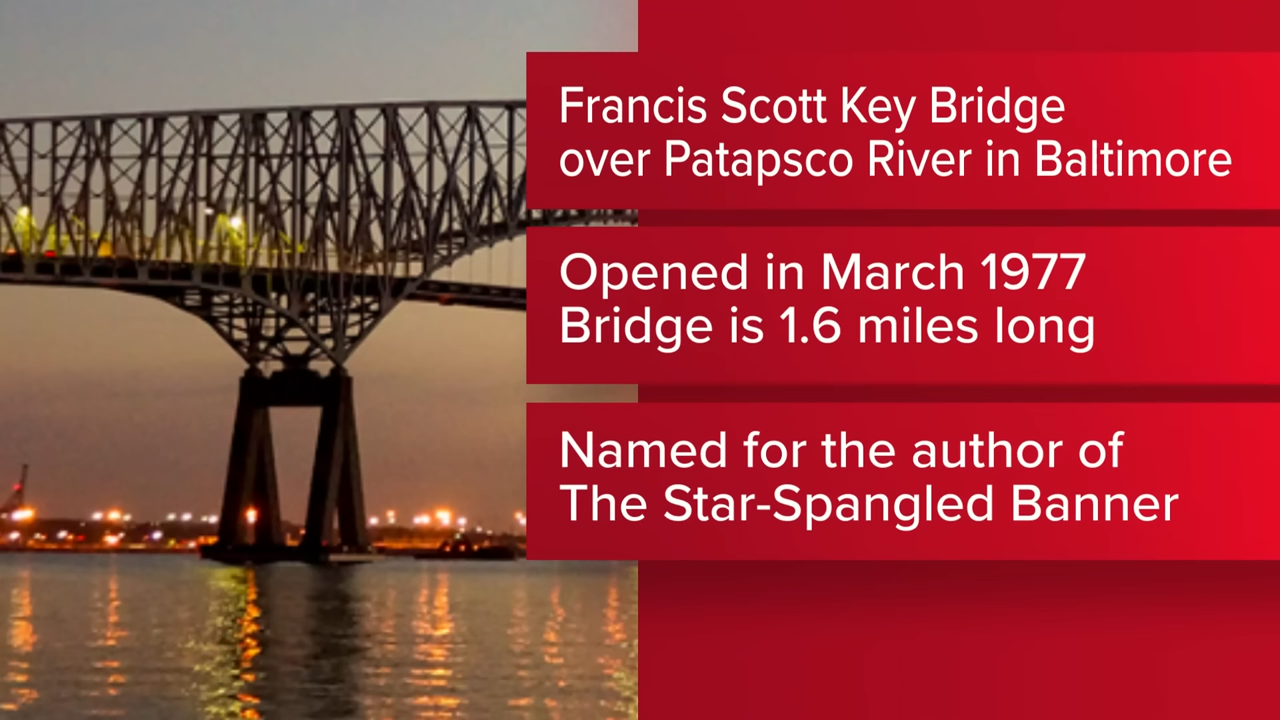 Francis Scott Key Bridge
over Patapsco River in Baltimore
Opened in March 1977
Bridge is 1.6 miles long
Named for the author of
The Star-Spangled Banner